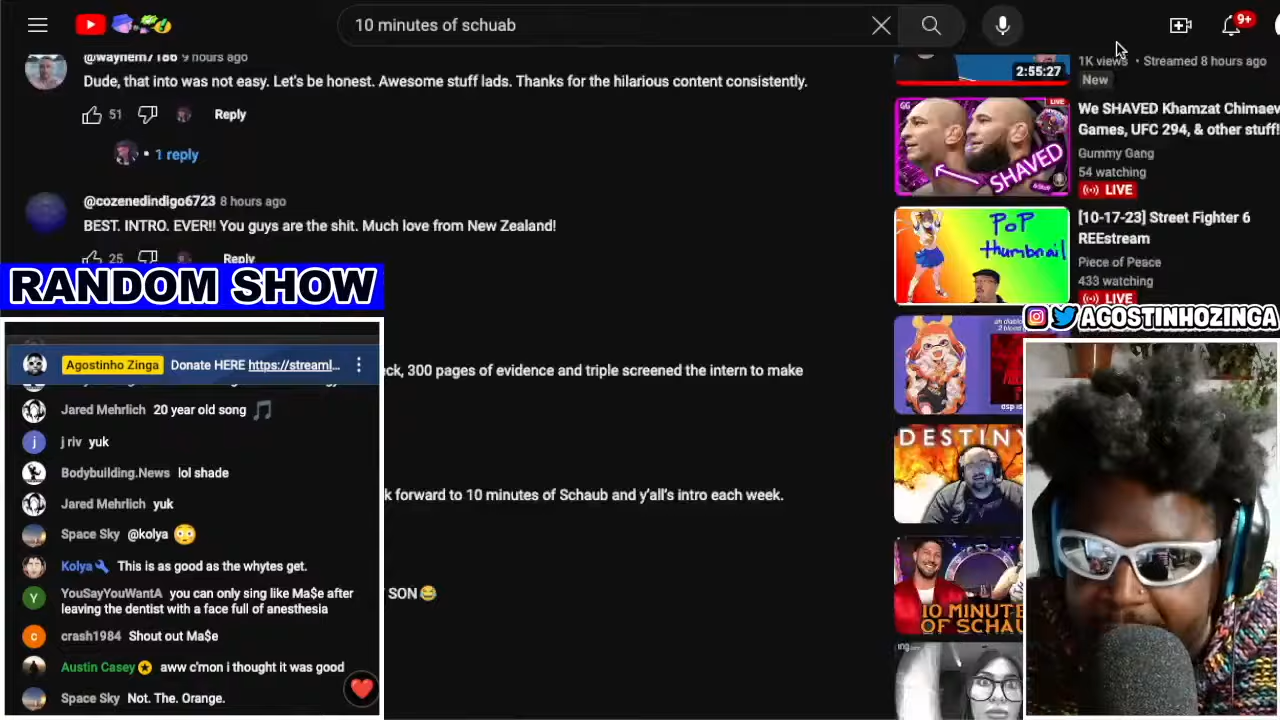 10 minutes of schuab
9+
@waynem7186 9 hours ago
Dude, that into was not easy. Let's be honest. Awesome stuff lads. Thanks for the hilarious content consistently.
51
Reply
• 1 reply
@cozenedindigo6723 8 hours ago
BEST. INTRO. EVER!! You guys are the shit. Much love from New Zealand!
25
Reply
300 pages of evidence and triple screened the intern to make
forward to 10 minutes of Schaub and y'all's intro each week.
SON 😂
RANDOM SHOW
Agostinho Zinga Donate HERE https://streaml...
Jared Mehrlich 20 year old song 🎵
j riv yuk
Bodybuilding.News lol shade
Jared Mehrlich yuk
Space Sky @kolya 😳
Kolya This is as good as the whytes get.
YouSayYouWantA you can only sing like Ma$e after
leaving the dentist with a face full of anesthesia
crash1984 Shout out Ma$e
Austin Casey aww c'mon i thought it was good
Space Sky Not. The. Orange.
2:55:27
1K views • Streamed 8 hours ago
New
GG
LIVE
SHAVED
We SHAVED Khamzat Chimaev
Games, UFC 294, & other stuff!
Gummy Gang
54 watching
LIVE
PoP
thumbnail
[10-17-23] Street Fighter 6
REEstream
Piece of Peace
433 watching
LIVE
AGOSTINHOZINGA
DESTINY
10 MINUTE
OF SCHAU